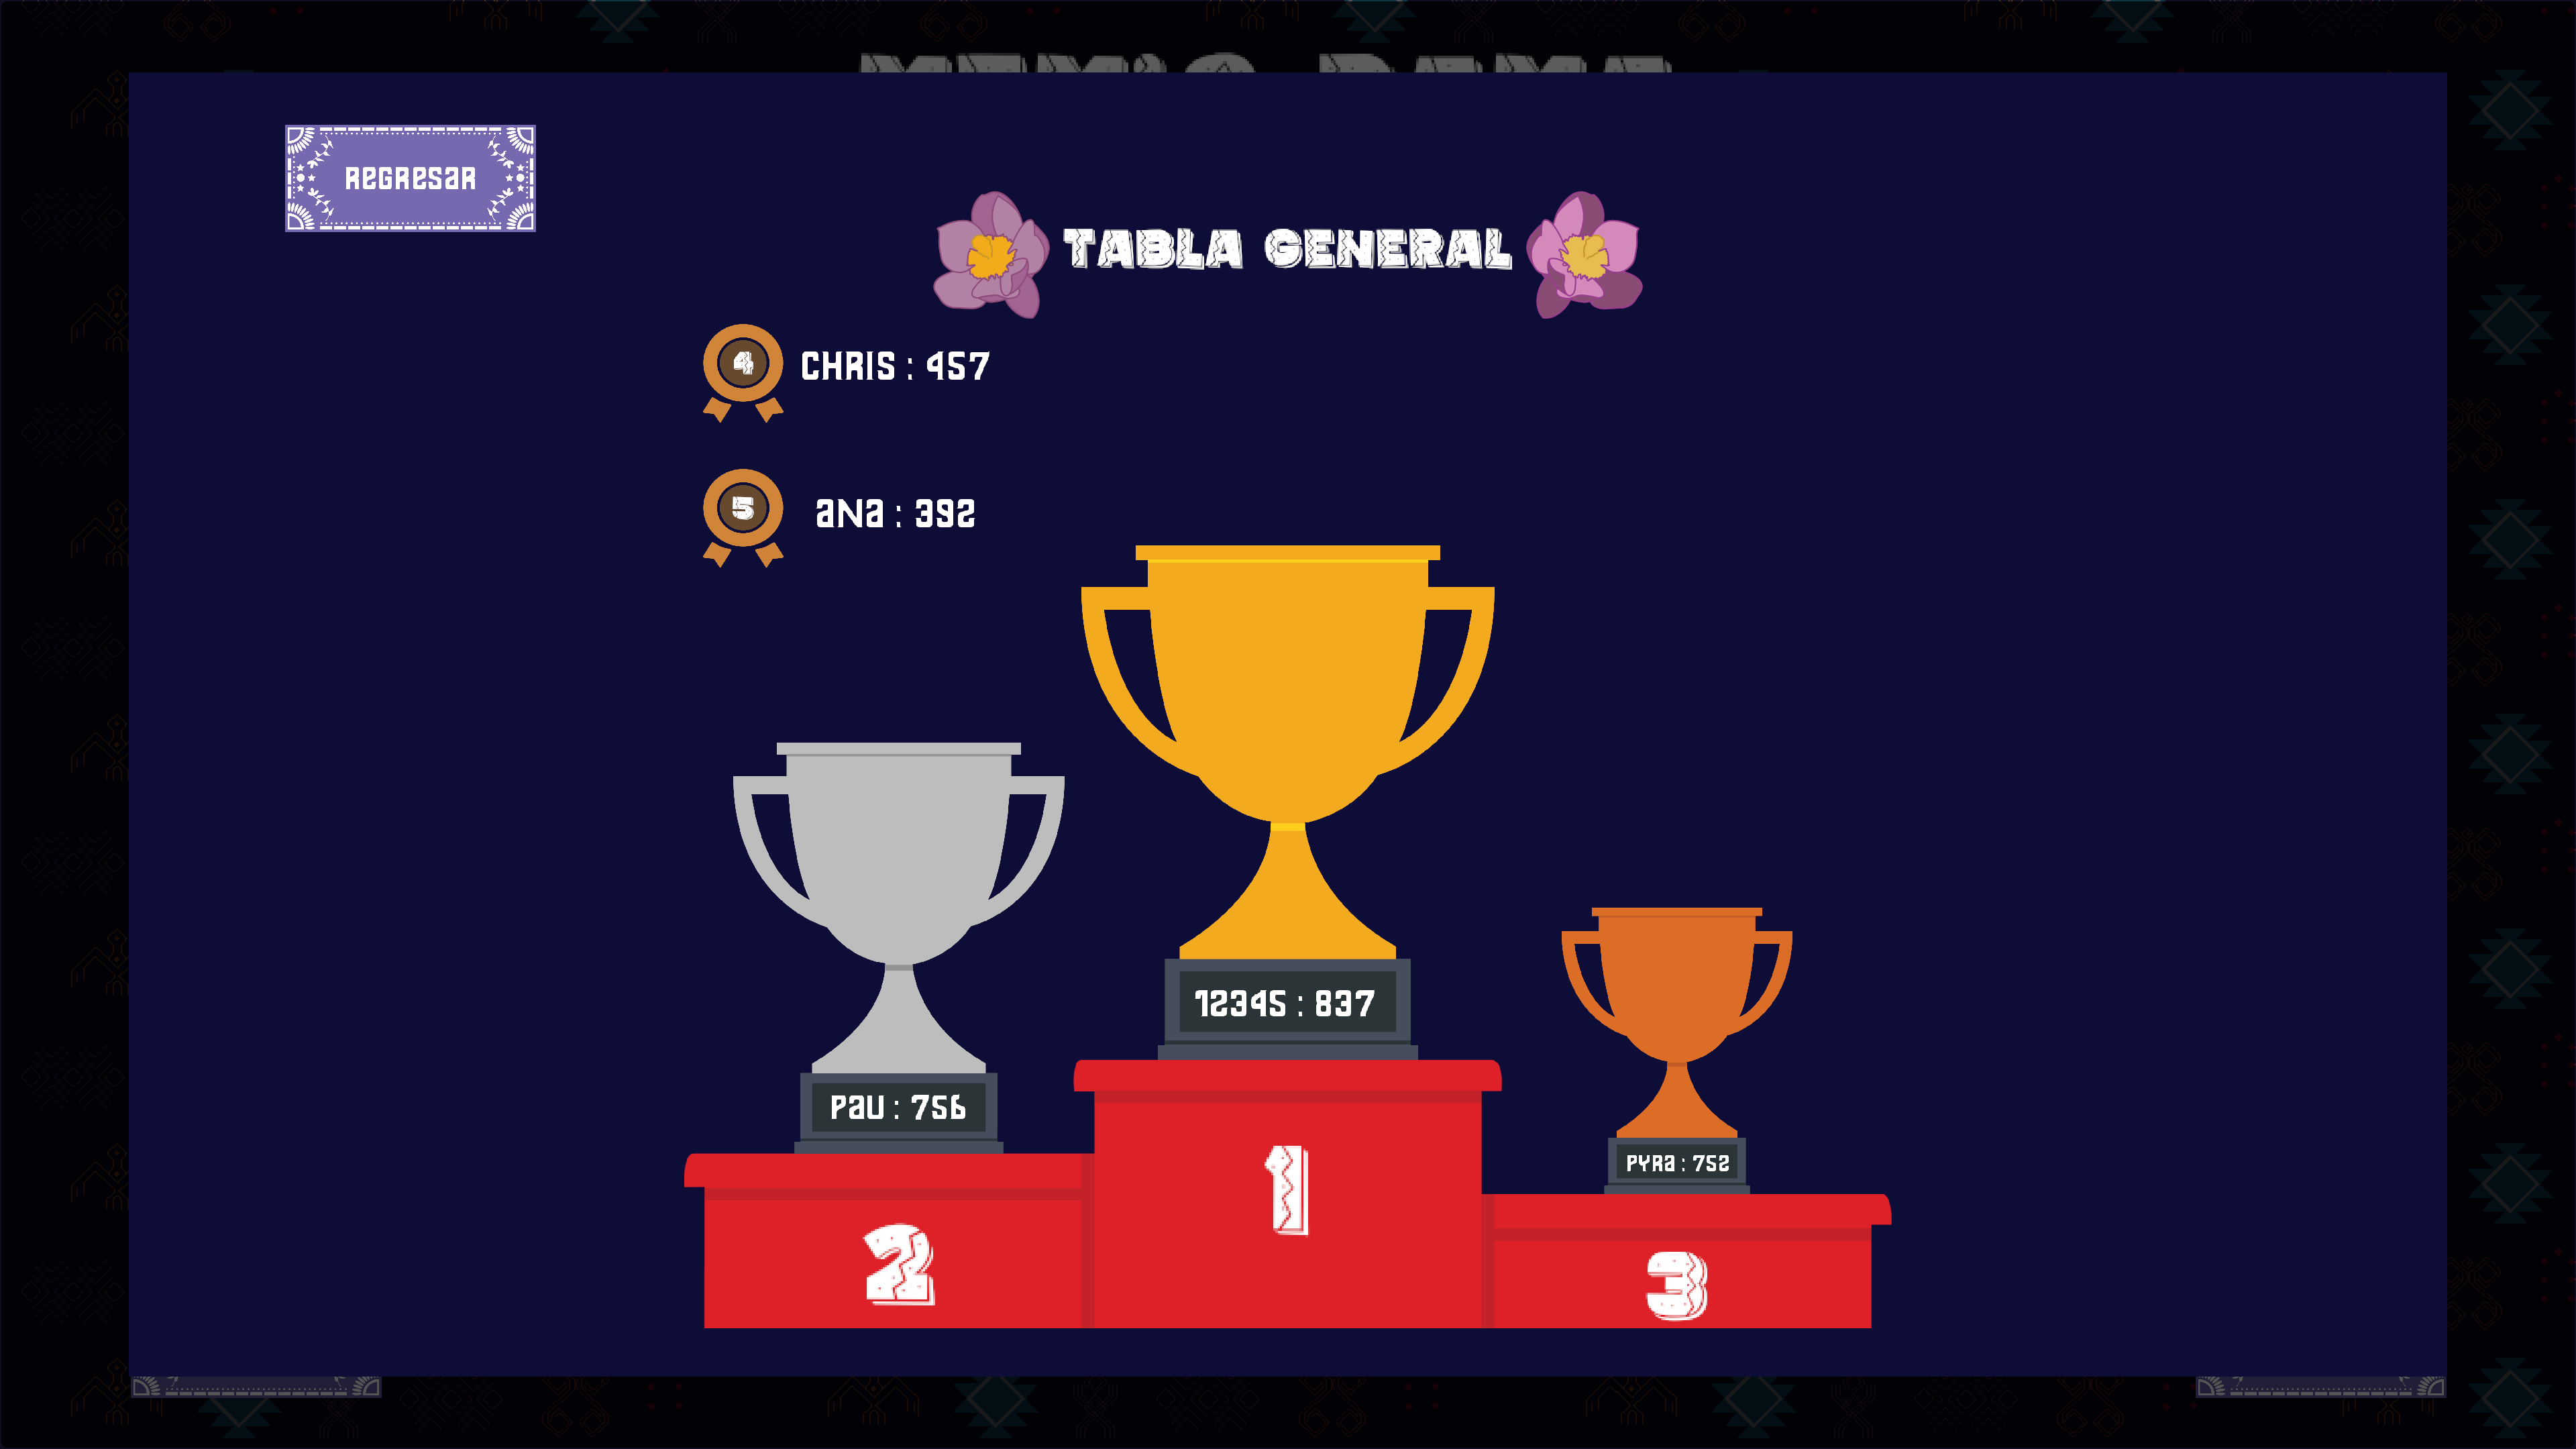 REGRESAR
TABLA GENERAL
4 CHRIS : 457
5 ANA : 392
12345 : 837
PAU : 756
PYRA : 752
1
2
3